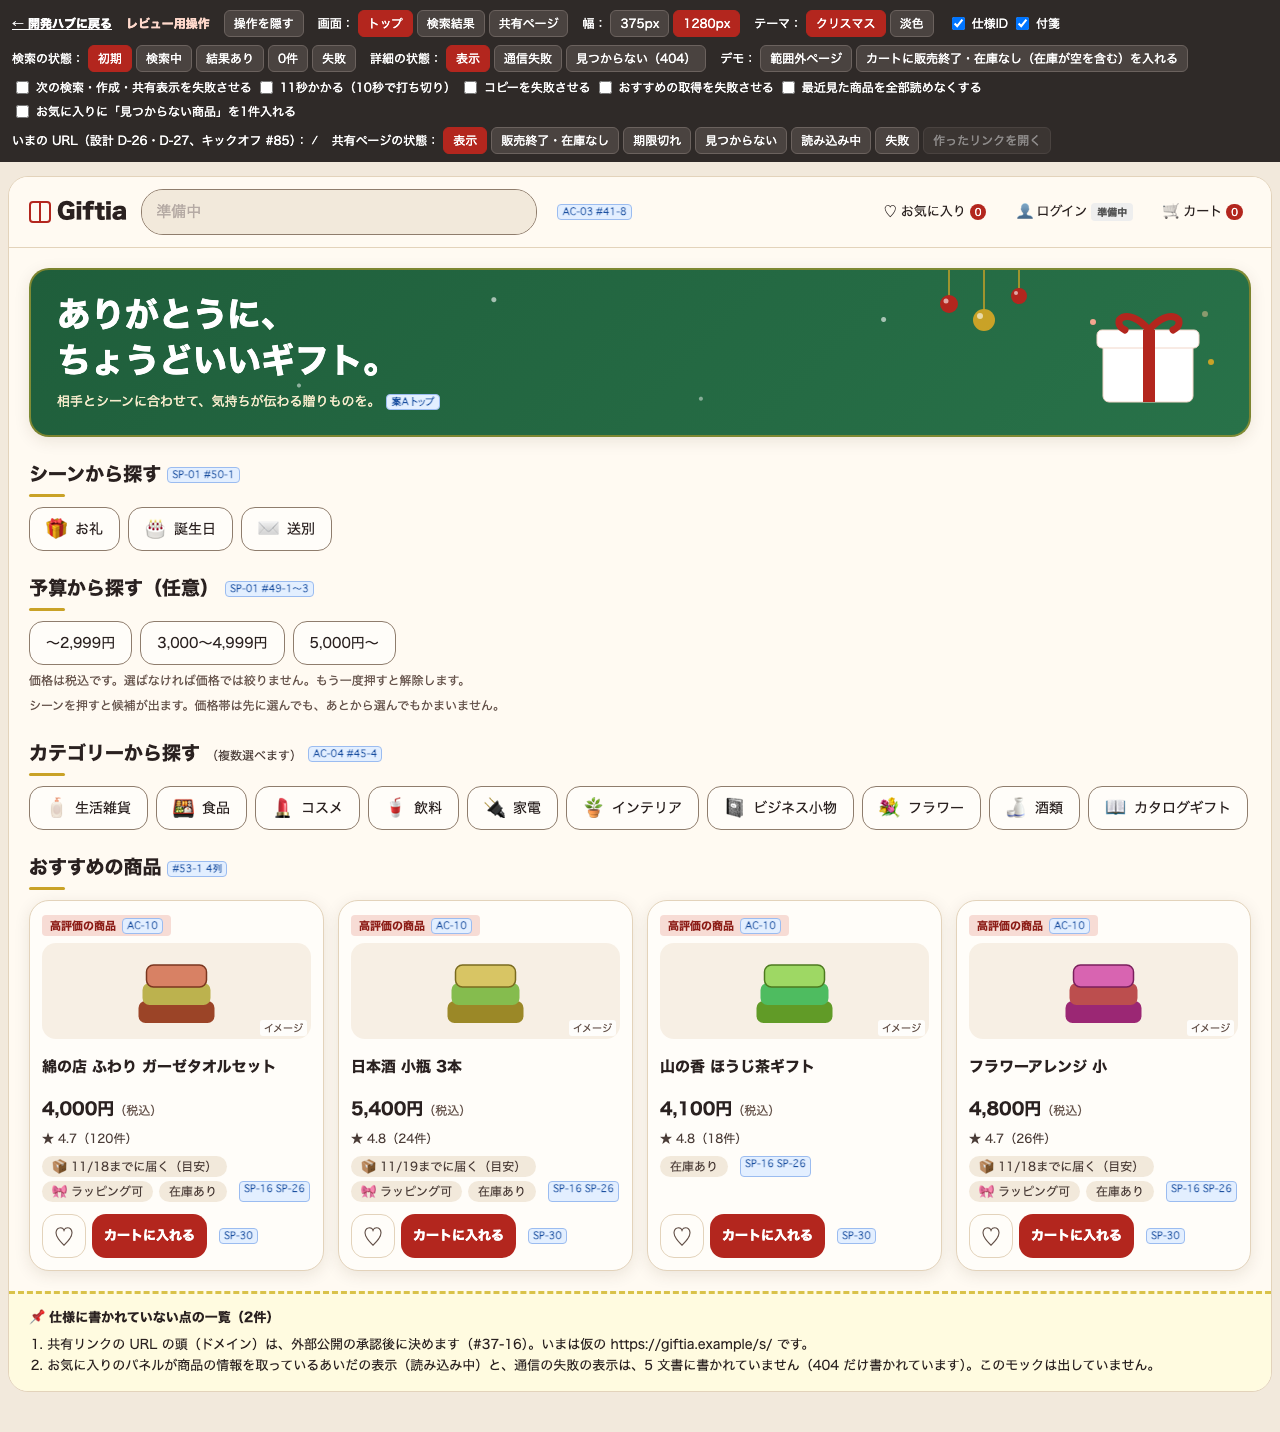 ← 開発ハブに戻る レビュー用操作 操作を隠す 画面： トップ 検索結果 共有ページ 幅： 375px 1280px テーマ： クリスマス 淡色 仕様ID 付箋
検索の状態： 初期 検索中 結果あり 0件 失敗 詳細の状態： 表示 通信失敗 見つからない（404） デモ： 範囲外ページ カートに販売終了・在庫なし（在庫が空を含む）を入れる
次の検索・作成・共有表示を失敗させる 11秒かかる（10秒で打ち切り） コピーを失敗させる おすすめの取得を失敗させる 最近見た商品を全部読めなくする
お気に入りに「見つからない商品」を1件入れる
いまの URL（設計 D-26・D-27、キックオフ #85）： / 共有ページの状態： 表示 販売終了・在庫なし 期限切れ 見つからない 読み込み中 失敗 作ったリンクを開く
Giftia 準備中 AC-03 #41-8 ♡ お気に入り 0 ログイン 準備中 カート 0
ありがとうに、
ちょうどいいギフト。
相手とシーンに合わせて、気持ちが伝わる贈りものを。 案A トップ
シーンから探す SP-01 #50-1
お礼 誕生日 送別
予算から探す（任意） SP-01 #49-1〜3
〜2,999円 3,000〜4,999円 5,000円〜
価格は税込です。選ばなければ価格では絞りません。もう一度押すと解除します。
シーンを押すと候補が出ます。価格帯は先に選んでも、あとから選んでもかまいません。
カテゴリーから探す （複数選べます） AC-04 #45-4
生活雑貨 食品 コスメ 飲料 家電 インテリア ビジネス小物 フラワー 酒類 カタログギフト
おすすめの商品 #53-1 4列
高評価の商品 AC-10
イメージ
綿の店 ふわり ガーゼタオルセット
4,000円（税込）
★ 4.7（120件）
11/18までに届く（目安）
ラッピング可 在庫あり SP-16 SP-26
♡ カートに入れる SP-30
高評価の商品 AC-10
イメージ
日本酒 小瓶 3本
5,400円（税込）
★ 4.8（24件）
11/19までに届く（目安）
ラッピング可 在庫あり SP-16 SP-26
♡ カートに入れる SP-30
高評価の商品 AC-10
イメージ
山の香 ほうじ茶ギフト
4,100円（税込）
★ 4.8（18件）
在庫あり SP-16 SP-26
♡ カートに入れる SP-30
高評価の商品 AC-10
イメージ
フラワーアレンジ 小
4,800円（税込）
★ 4.7（26件）
11/18までに届く（目安）
ラッピング可 在庫あり SP-16 SP-26
♡ カートに入れる SP-30
仕様に書かれていない点の一覧（2件）
1. 共有リンクの URL の頭（ドメイン）は、外部公開の承認後に決めます（#37-16）。いまは仮の https://giftia.example/s/ です。
2. お気に入りのパネルが商品の情報を取っているあいだの表示（読み込み中）と、通信の失敗の表示は、5 文書に書かれていません（404 だけ書かれています）。このモックは出していません。